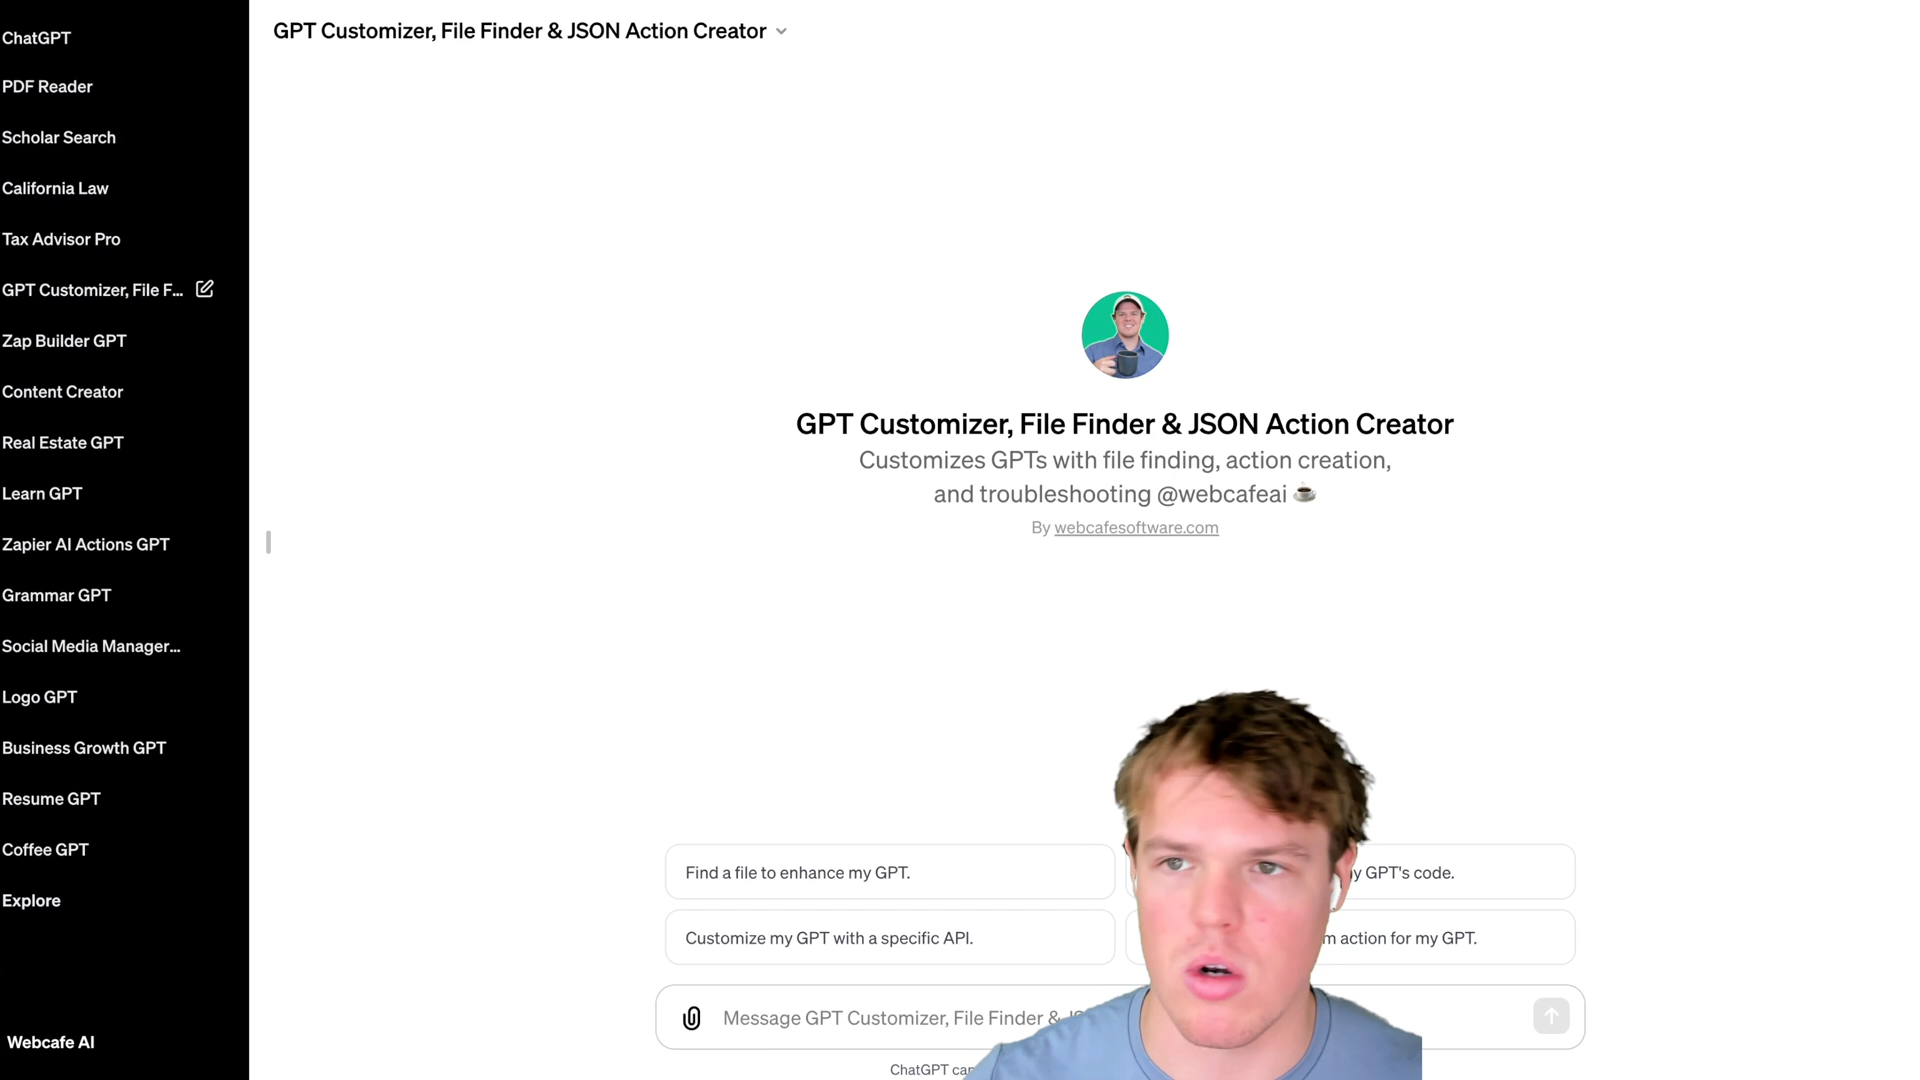 ChatGPT
PDF Reader
Scholar Search
California Law
Tax Advisor Pro
GPT Customizer, File F...
Zap Builder GPT
Content Creator
Real Estate GPT
Learn GPT
Zapier AI Actions GPT
Grammar GPT
Social Media Manager...
Logo GPT
Business Growth GPT
Resume GPT
Coffee GPT
Explore
Webcafe AI
GPT Customizer, File Finder & JSON Action Creator
GPT Customizer, File Finder & JSON Action Creator
Customizes GPTs with file finding, action creation,
and troubleshooting @webcafeai
By webcafesoftware.com
Find a file to enhance my GPT.
GPT's code.
Customize my GPT with a specific API.
action for my GPT.
Message GPT Customizer, File Finder &
ChatGPT